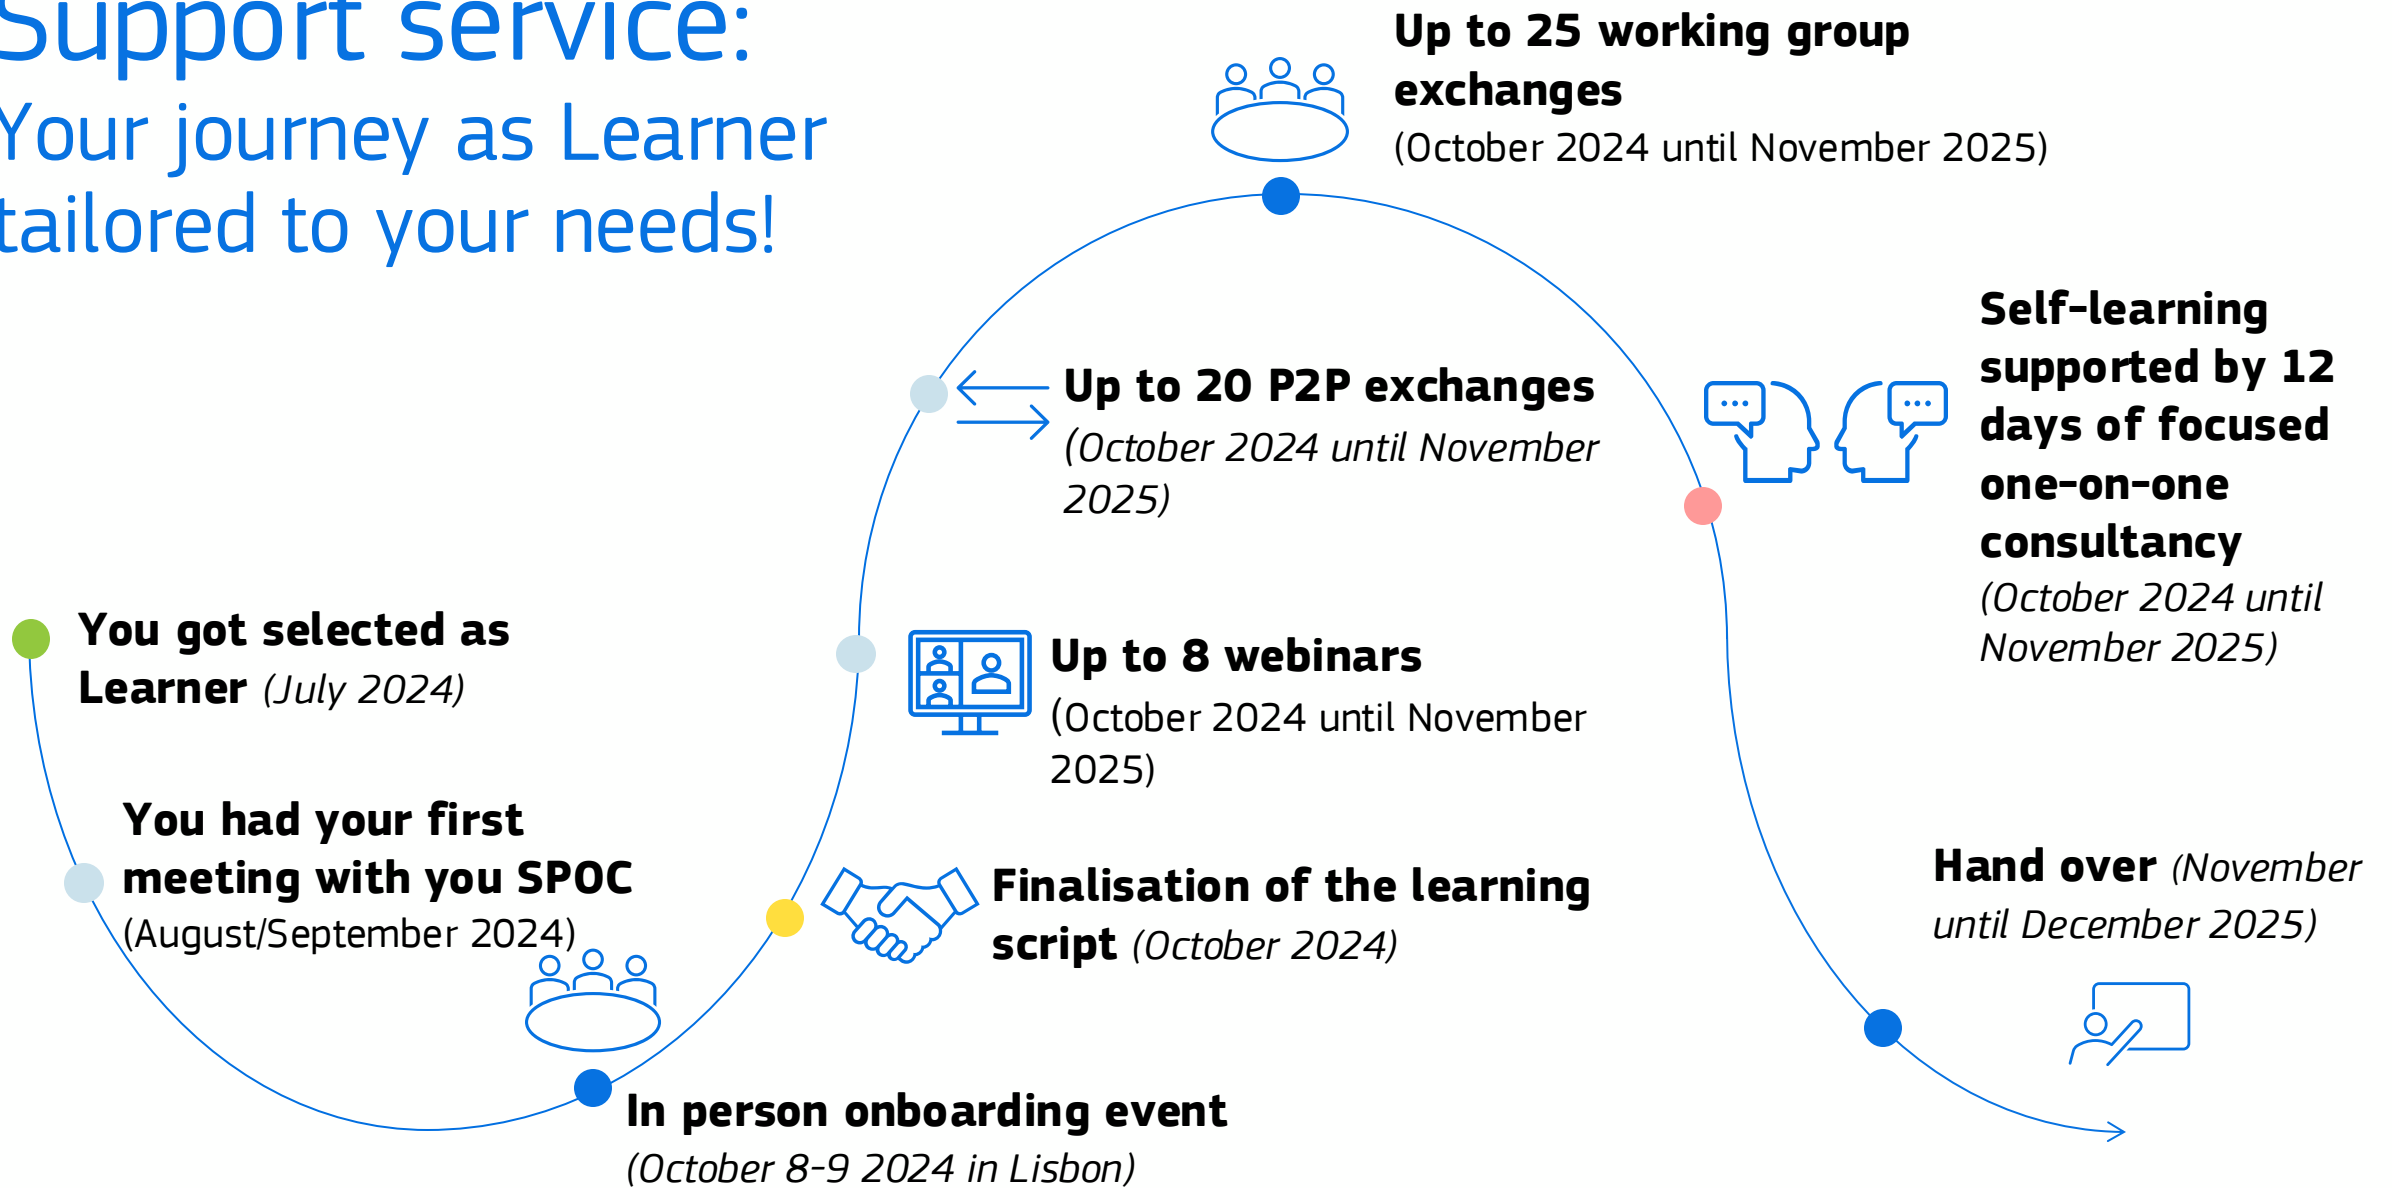 Support service:
Your journey as Learner
tailored to your needs!
Up to 25 working group
exchanges
(October 2024 until November 2025)
Self-learning
supported by 12
days of focused
one-on-one
consultancy
(October 2024 until
November 2025)
Up to 20 P2P exchanges
(October 2024 until November
2025)
You got selected as
Learner (July 2024)
Up to 8 webinars
(October 2024 until November
2025)
You had your first
meeting with you SPOC
(August/September 2024)
Finalisation of the learning
script (October 2024)
Hand over (November
until December 2025)
In person onboarding event
(October 8-9 2024 in Lisbon)